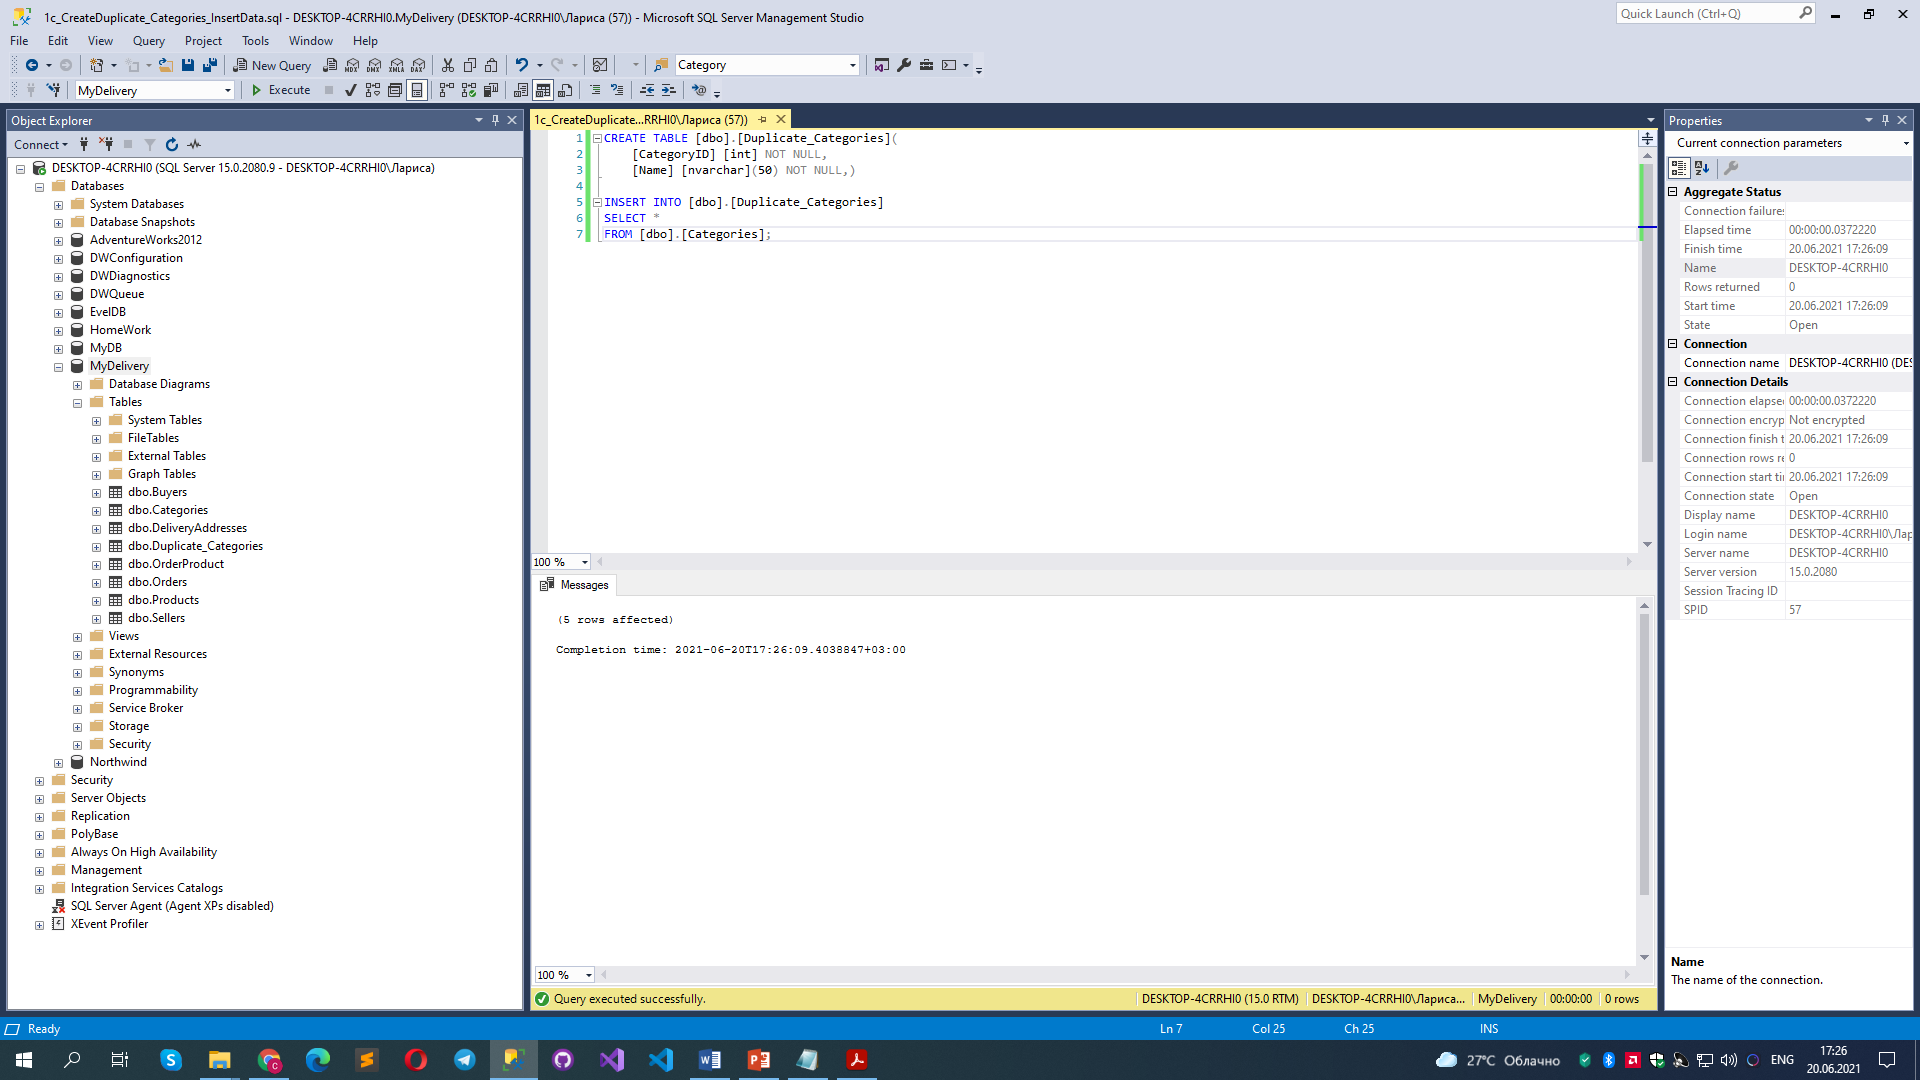 1c_CreateDuplicate_Categories_InsertData.sql - DESKTOP-4CRRHI0.MyDelivery (DESKTOP-4CRRHI0\Лариса (57)) - Microsoft SQL Server Management Studio
Quick Launch (Ctrl+Q)
File Edit View Query Project Tools Window Help
New Query
MDX DMX XMLA DAX
Category
MyDelivery
Execute
Object Explorer
Connect
DESKTOP-4CRRHI0 (SQL Server 15.0.2080.9 - DESKTOP-4CRRHI0\Лариса)
Databases
System Databases
Database Snapshots
AdventureWorks2012
DWConfiguration
DWDiagnostics
DWQueue
EvelDB
HomeWork
MyDB
MyDelivery
Database Diagrams
Tables
System Tables
FileTables
External Tables
Graph Tables
dbo.Buyers
dbo.Categories
dbo.DeliveryAddresses
dbo.Duplicate_Categories
dbo.OrderProduct
dbo.Orders
dbo.Products
dbo.Sellers
Views
External Resources
Synonyms
Programmability
Service Broker
Storage
Security
Northwind
Security
Server Objects
Replication
PolyBase
Always On High Availability
Management
Integration Services Catalogs
SQL Server Agent (Agent XPs disabled)
XEvent Profiler
1c_CreateDuplicate...RRHI0\Лариса (57))
1 CREATE TABLE [dbo].[Duplicate_Categories](
2 [CategoryID] [int] NOT NULL,
3 [Name] [nvarchar](50) NOT NULL,)
4
5 INSERT INTO [dbo].[Duplicate_Categories]
6 SELECT *
7 FROM [dbo].[Categories];
100 %
Messages
(5 rows affected)
Completion time: 2021-06-20T17:26:09.4038847+03:00
100 %
Query executed successfully.
DESKTOP-4CRRHI0 (15.0 RTM) DESKTOP-4CRRHI0\Лариса... MyDelivery 00:00:00 0 rows
Properties
Current connection parameters
Aggregate Status
Connection failures
Elapsed time 00:00:00.0372220
Finish time 20.06.2021 17:26:09
Name DESKTOP-4CRRHI0
Rows returned 0
Start time 20.06.2021 17:26:09
State Open
Connection
Connection name DESKTOP-4CRRHI0 (DES
Connection Details
Connection elapse 00:00:00.0372220
Connection encryp Not encrypted
Connection finish t 20.06.2021 17:26:09
Connection rows re 0
Connection start ti 20.06.2021 17:26:09
Connection state Open
Display name DESKTOP-4CRRHI0
Login name DESKTOP-4CRRHI0\Лар
Server name DESKTOP-4CRRHI0
Server version 15.0.2080
Session Tracing ID
SPID 57
Name
The name of the connection.
Ready
Ln 7 Col 25 Ch 25 INS
27°C Облачно
ENG
17:26
20.06.2021